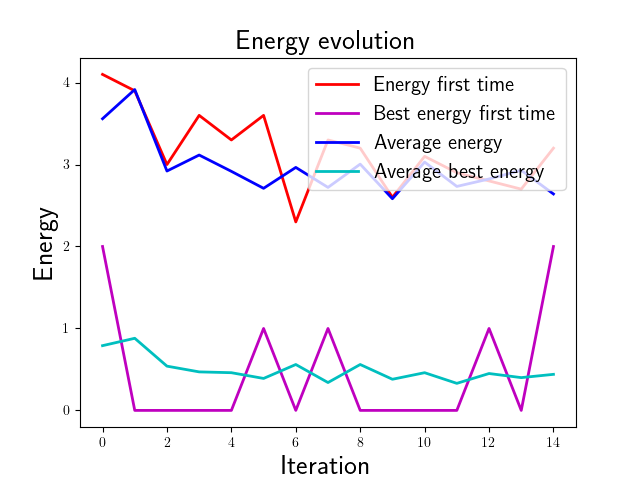 Energy evolution
Energy first time
Best energy first time
Average energy
Average best energy
Energy
4
3
2
1
0
0 2 4 6 8 10 12 14
Iteration